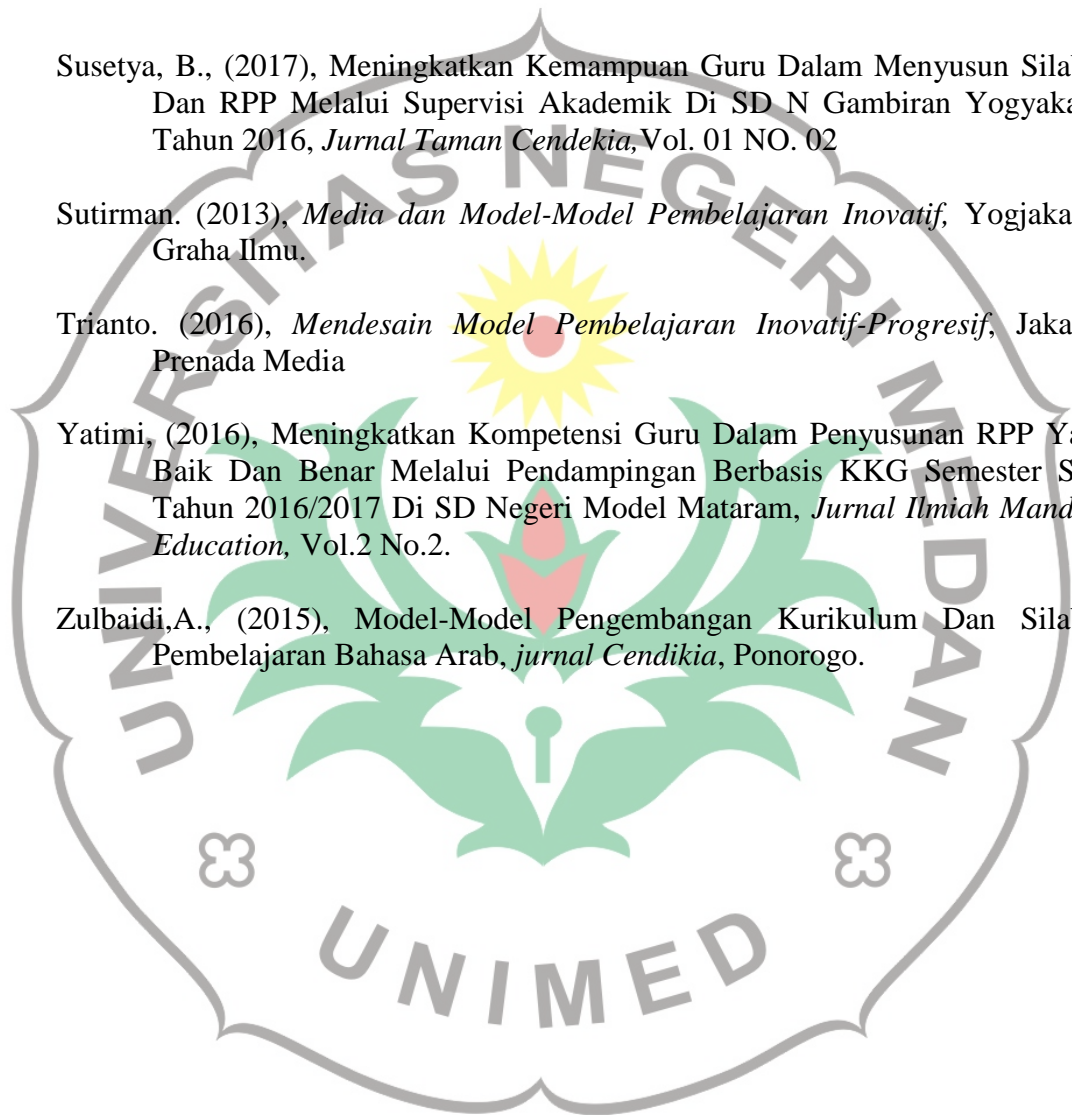 Susetya, B., (2017), Meningkatkan Kemampuan Guru Dalam Menyusun Silab
Dan RPP Melalui Supervisi Akademik Di SD N Gambiran Yogyaka
Tahun 2016, Jurnal Taman Cendekia,Vol. 01 NO. 02
Sutirman. (2013), Media dan Model-Model Pembelajaran Inovatif, Yogjaka
Graha Ilmu.
Trianto. (2016), Mendesain Model Pembelajaran Inovatif-Progresif, Jaka
Prenada Media
Yatimi, (2016), Meningkatkan Kompetensi Guru Dalam Penyusunan RPP Ya
Baik Dan Benar Melalui Pendampingan Berbasis KKG Semester S
Tahun 2016/2017 Di SD Negeri Model Mataram, Jurnal Ilmiah Mand
Education, Vol.2 No.2.
Zulbaidi,A., (2015), Model-Model Pengembangan Kurikulum Dan Silab
Pembelajaran Bahasa Arab, jurnal Cendikia, Ponorogo.
UNIVERSITAS NEGERI MEDAN
UNIMED